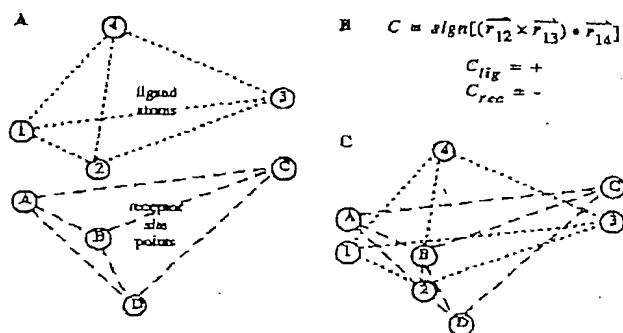 A
4
ligand
atoms
1
3
2
A
C
B
receptor
site
points
D
B C = sign[(r12 × r13) • r14]
Clig = +
Crec = -
C
4
C
A
3
1
B
2
D